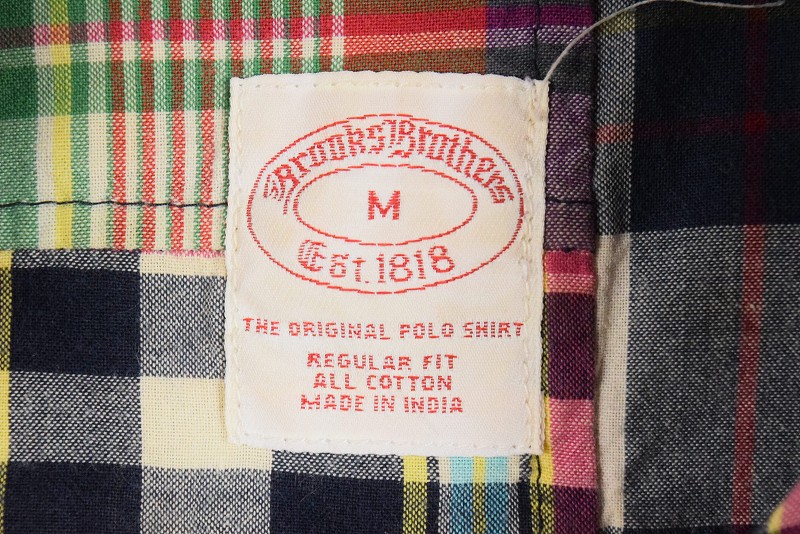 Brooks Brothers
M
Est. 1818
THE ORIGINAL POLO SHIRT
REGULAR FIT
ALL COTTON
MADE IN INDIA